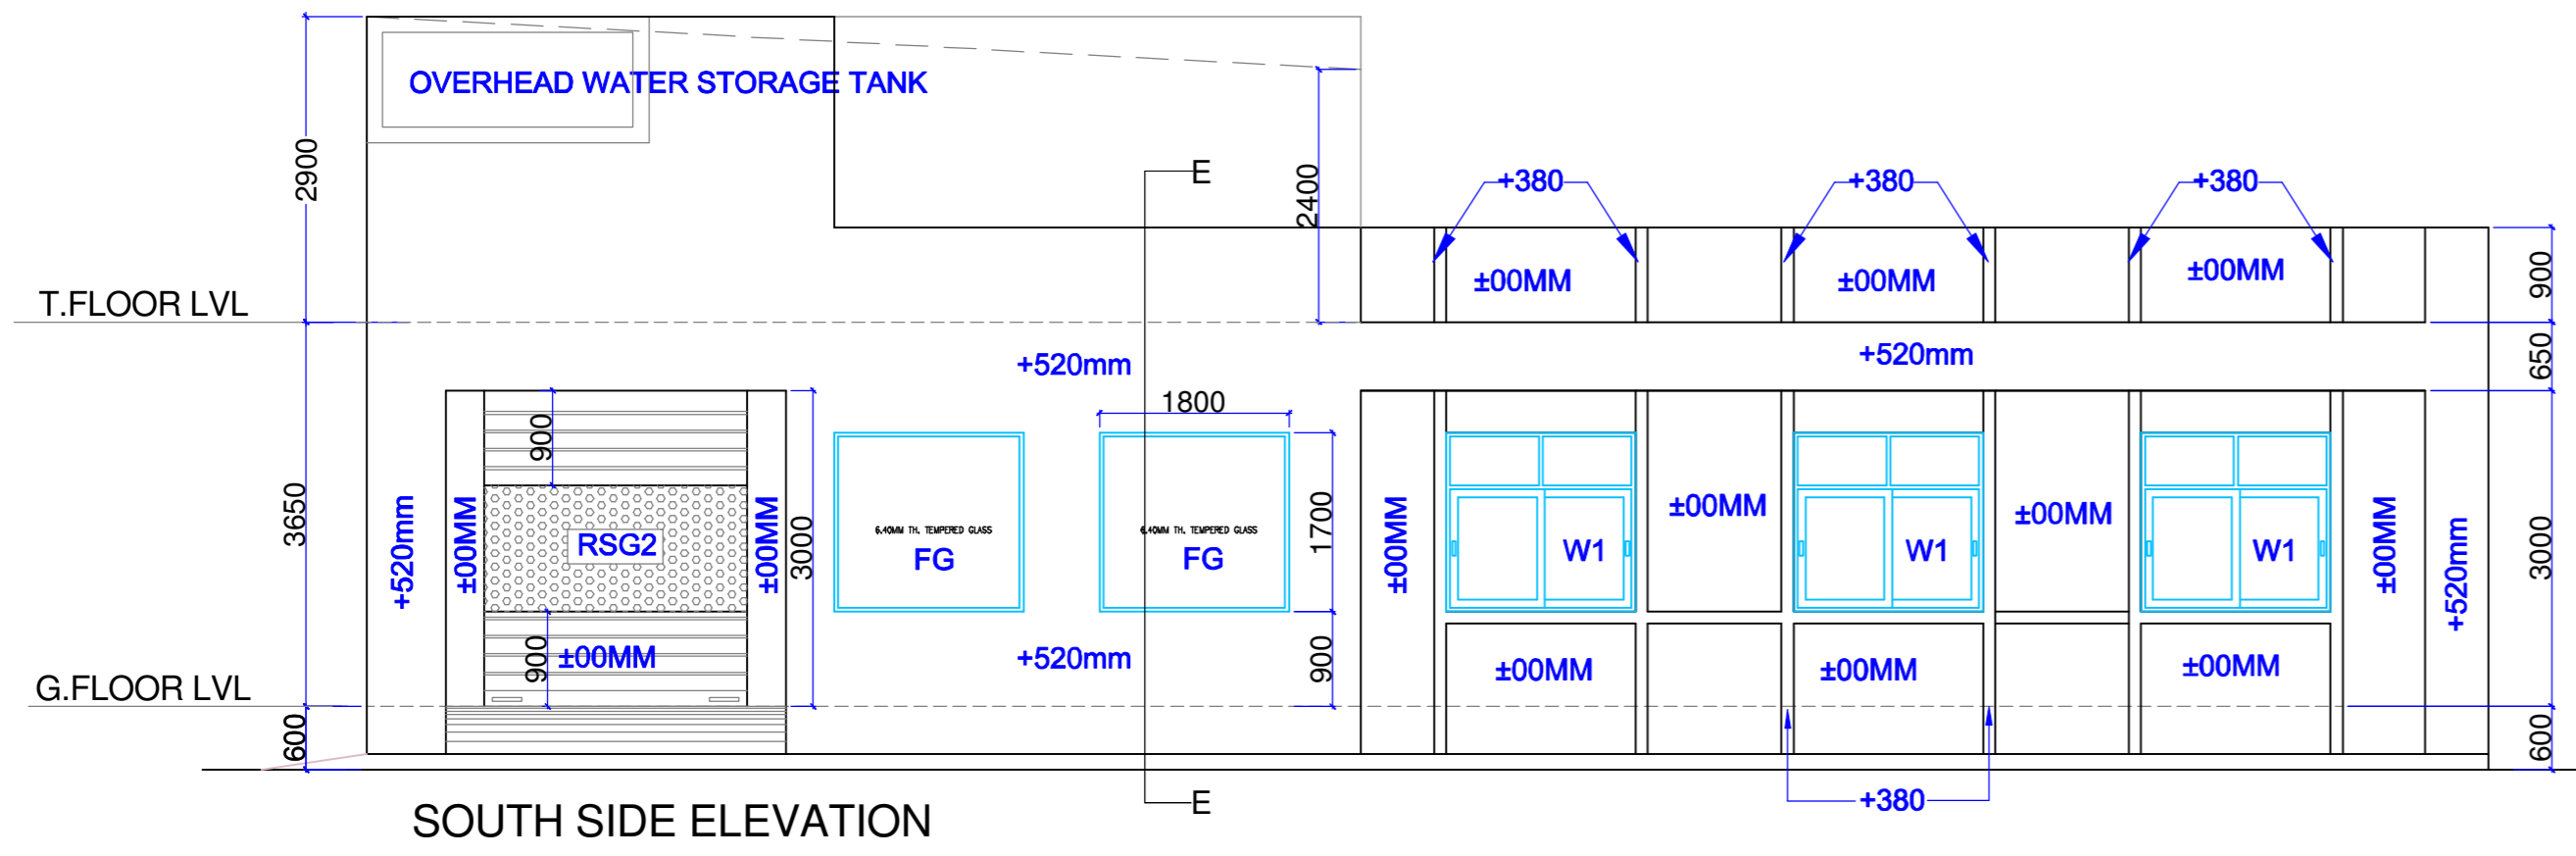 OVERHEAD WATER STORAGE TANK
2900
E
2400
+380
+380
+380
±00MM
±00MM
±00MM
900
T.FLOOR LVL
+520mm
+520mm
650
1800
900
3650
+520mm
±00MM
RSG2
±00MM
3000
6.40MM TH. TEMPERED GLASS
FG
6.40MM TH. TEMPERED GLASS
FG
1700
±00MM
W1
±00MM
W1
±00MM
W1
±00MM
+520mm
3000
900
±00MM
+520mm
900
±00MM
±00MM
±00MM
G.FLOOR LVL
600
600
E
+380
SOUTH SIDE ELEVATION